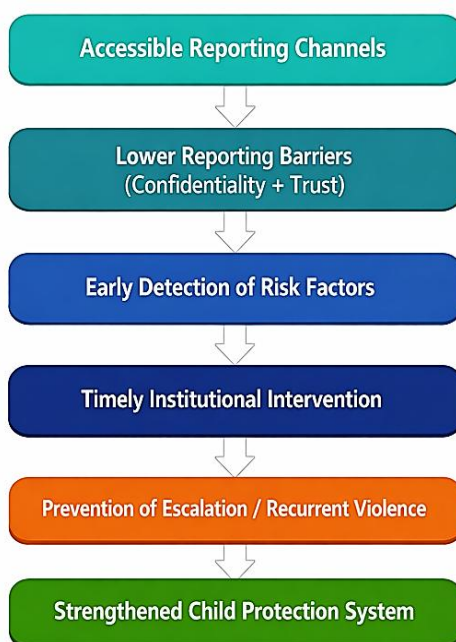 Accessible Reporting Channels
Lower Reporting Barriers
(Confidentiality + Trust)
Early Detection of Risk Factors
Timely Institutional Intervention
Prevention of Escalation / Recurrent Violence
Strengthened Child Protection System